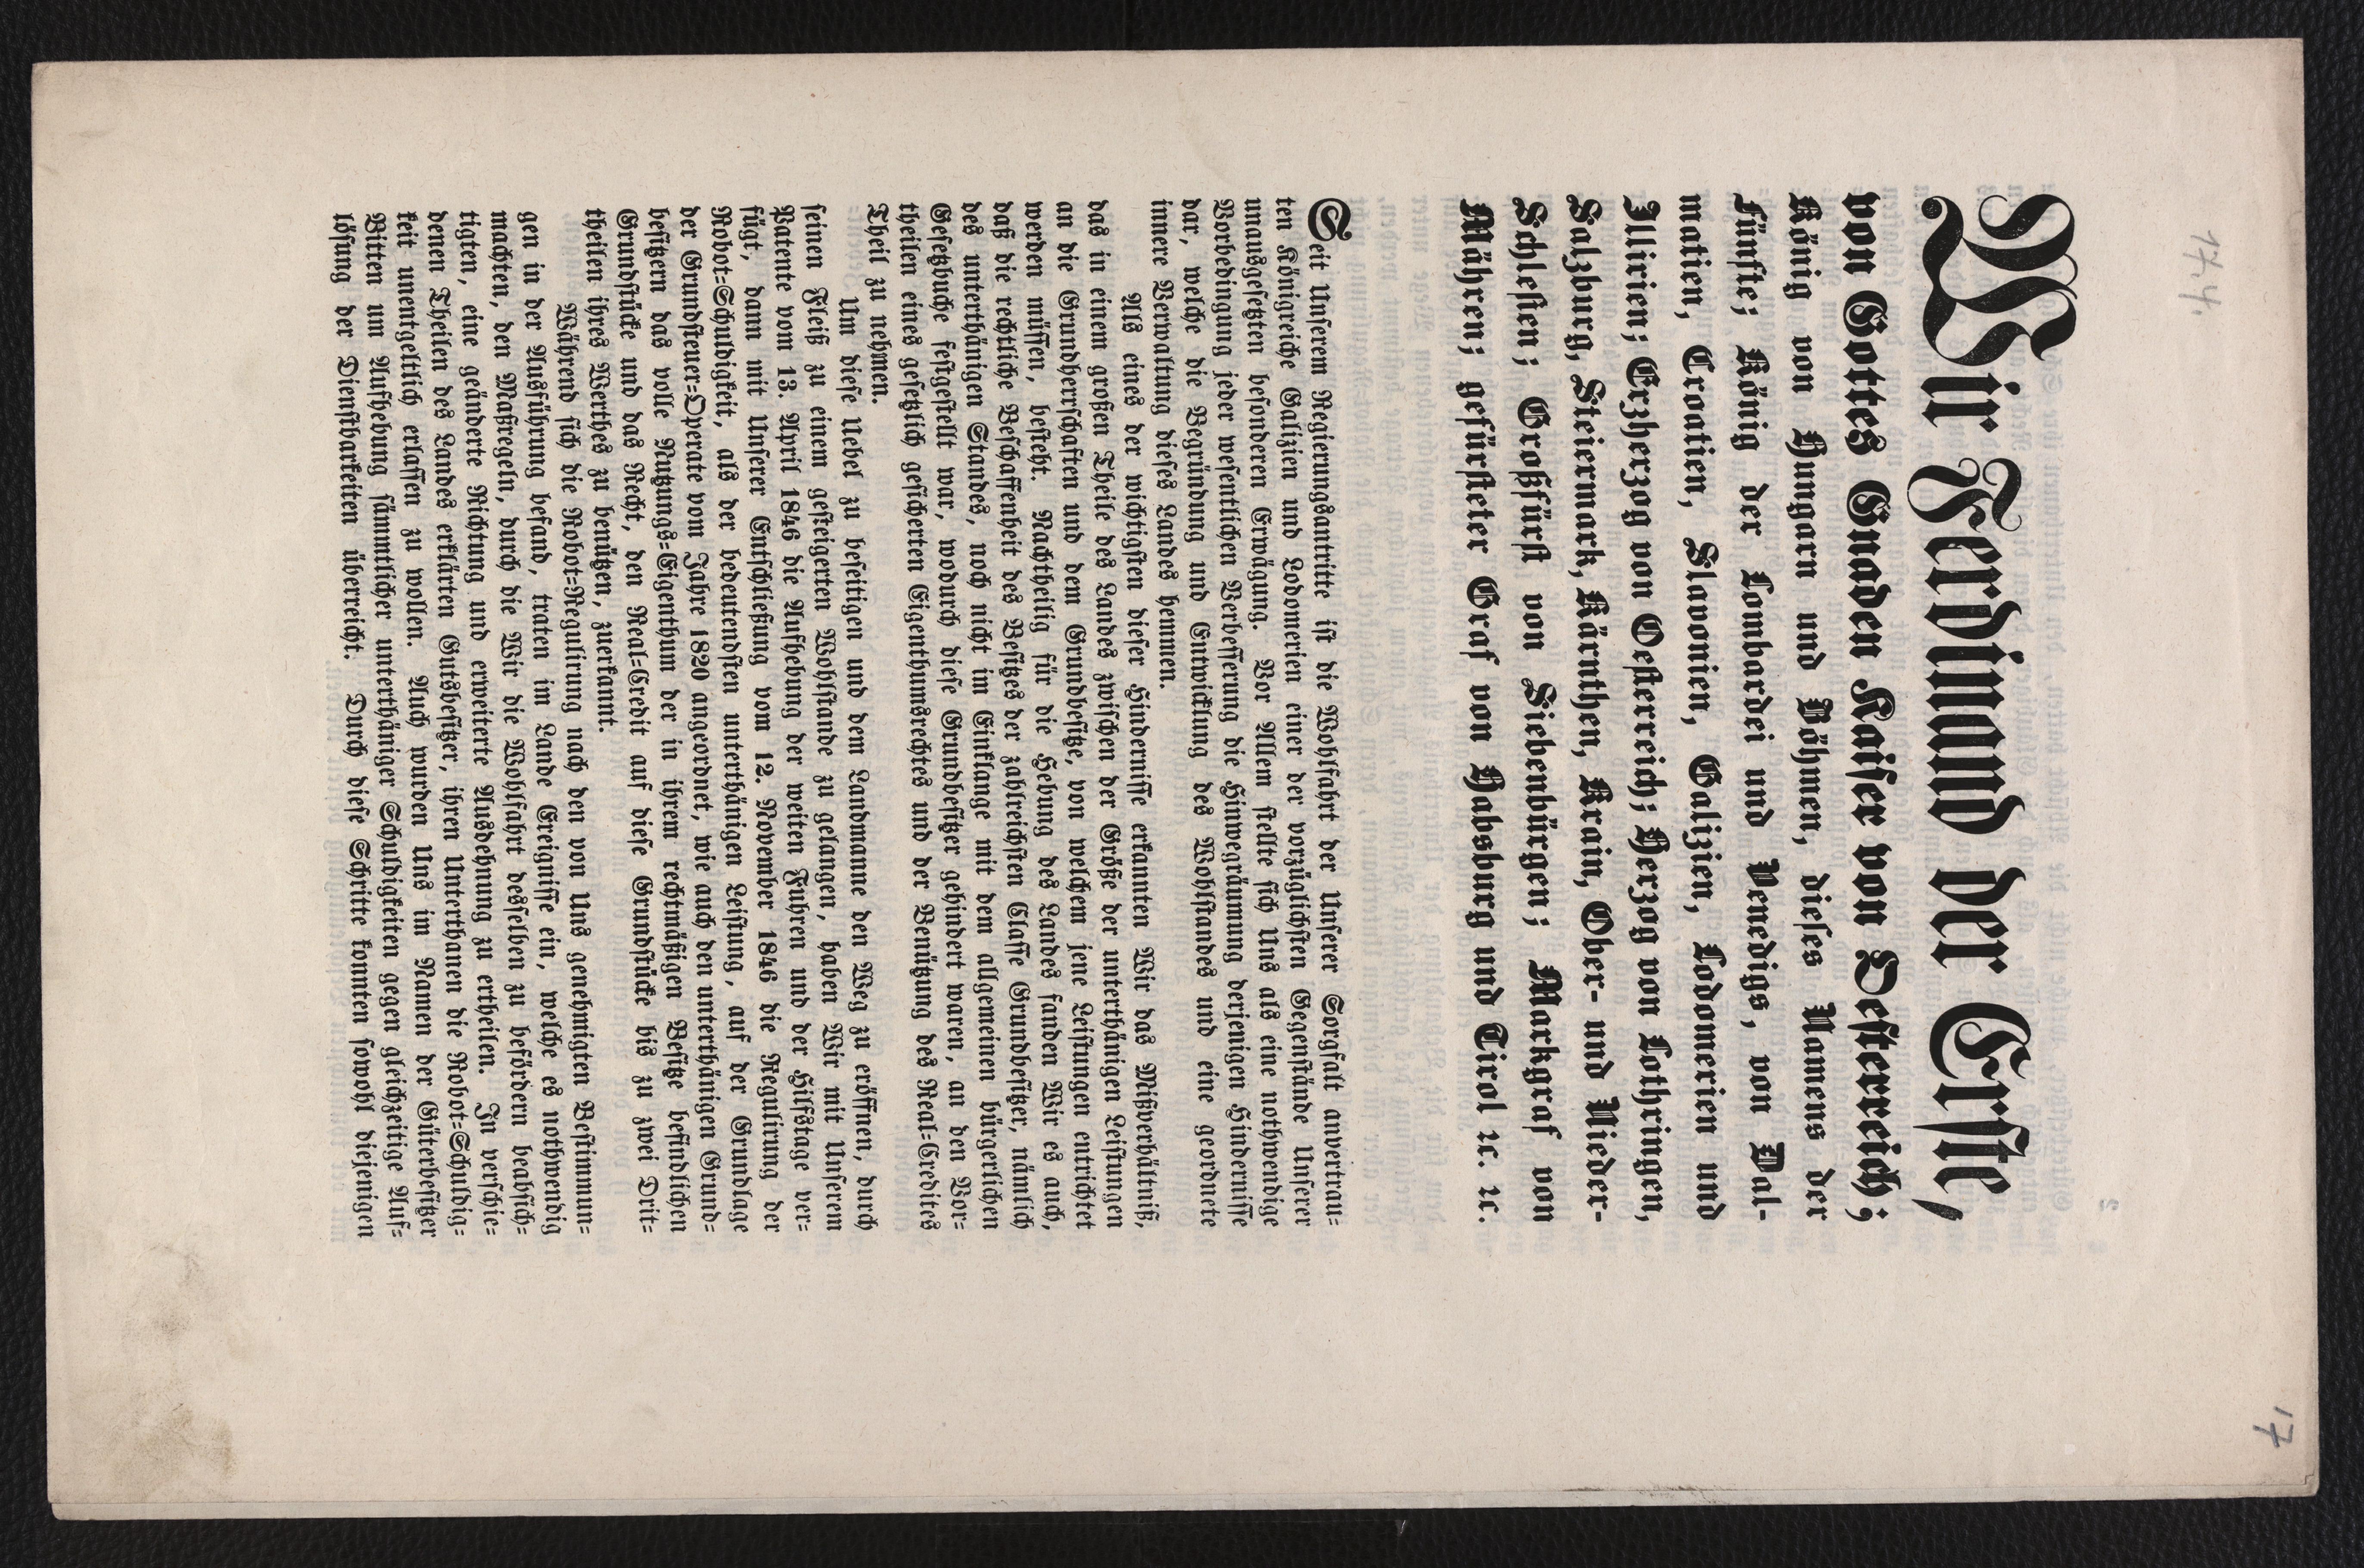 17.4.
17
Wir Ferdinand der Erste,
von Gottes Gnaden Kaiser von Oesterreich;
König von Hungarn und Böhmen, dieses Namens der
Fünfte; König der Lombardei und Venedigs, von Dal-
matien, Croatien, Slavonien, Galizien, Lodomerien und
Illirien; Erzherzog von Oesterreich; Herzog von Lothringen,
Salzburg, Steiermark, Kärnthen, Krain, Ober- und Nieder-
Schlesien; Großfürst von Siebenbürgen; Markgraf von
Mähren; gefürsteter Graf von Habsburg und Tirol ꝛc. ꝛc.
Seit Unserem Regierungsantritte ist die Wohlfahrt der Unserer Sorgfalt anvertrau-
ten Königreiche Galizien und Lodomerien einer der vorzüglichsten Gegenstände Unserer
unausgesetzten besonderen Erwägung. Vor Allem stellte sich Uns als eine nothwendige
Vorbedingung jeder wesentlichen Verbesserung die Hinwegräumung derjenigen Hindernisse
dar, welche die Begründung und Entwicklung des Wohlstandes und eine geordnete
innere Verwaltung dieses Landes hemmen.
Als eines der wichtigsten dieser Hindernisse erkannten Wir das Mißverhältniß,
das in einem großen Theile des Landes zwischen der Größe der unterthänigen Leistungen
an die Grundherrschaften und dem Grundbesitze, von welchem jene Leistungen entrichtet
werden müssen, besteht. Nachtheilig für die Hebung des Landes fanden Wir es auch,
daß die rechtliche Beschaffenheit des Besitzes der zahlreichsten Classe Grundbesitzer, nämlich
des unterthänigen Standes, noch nicht im Einklange mit dem allgemeinen bürgerlichen
Gesetzbuche festgestellt war, wodurch diese Grundbesitzer gehindert waren, an den Vor-
theilen eines gesetzlich gesicherten Eigenthumsrechtes und der Benützung des Real-Credites
Theil zu nehmen.
Um diese Uebel zu beseitigen und dem Landmanne den Weg zu eröffnen, durch
seinen Fleiß zu einem gesteigerten Wohlstande zu gelangen, haben Wir mit Unserem
Patente vom 13. April 1846 die Aufhebung der weiten Fuhren und der Hilfstage ver-
fügt, dann mit Unserer Entschließung vom 12. November 1846 die Regulirung der
Robot-Schuldigkeit, als der bedeutendsten unterthänigen Leistung, auf der Grundlage
der Grundsteuer-Operate vom Jahre 1820 angeordnet, wie auch den unterthänigen Grund-
besitzern das volle Nutzungs-Eigenthum der in ihrem rechtmäßigen Besitze befindlichen
Grundstücke und das Recht, den Real-Credit auf diese Grundstücke bis zu zwei Drit-
theilen ihres Werthes zu benützen, zuerkannt.
Während sich die Robot-Regulirung nach den von Uns genehmigten Bestimmun-
gen in der Ausführung befand, traten im Lande Ereignisse ein, welche es nothwendig
machten, den Maßregeln, durch die Wir die Wohlfahrt desselben zu befördern beabsich-
tigten, eine geänderte Richtung und erweiterte Ausdehnung zu ertheilen. In verschie-
denen Theilen des Landes erklärten Gutsbesitzer, ihren Unterthanen die Robot-Schuldig-
keit unentgeltlich erlassen zu wollen. Auch wurden Uns im Namen der Güterbesitzer
Bitten um Aufhebung sämmtlicher unterthäniger Schuldigkeiten gegen gleichzeitige Auf-
lösung der Dienstbarkeiten überreicht. Durch diese Schritte konnten sowohl diejenigen